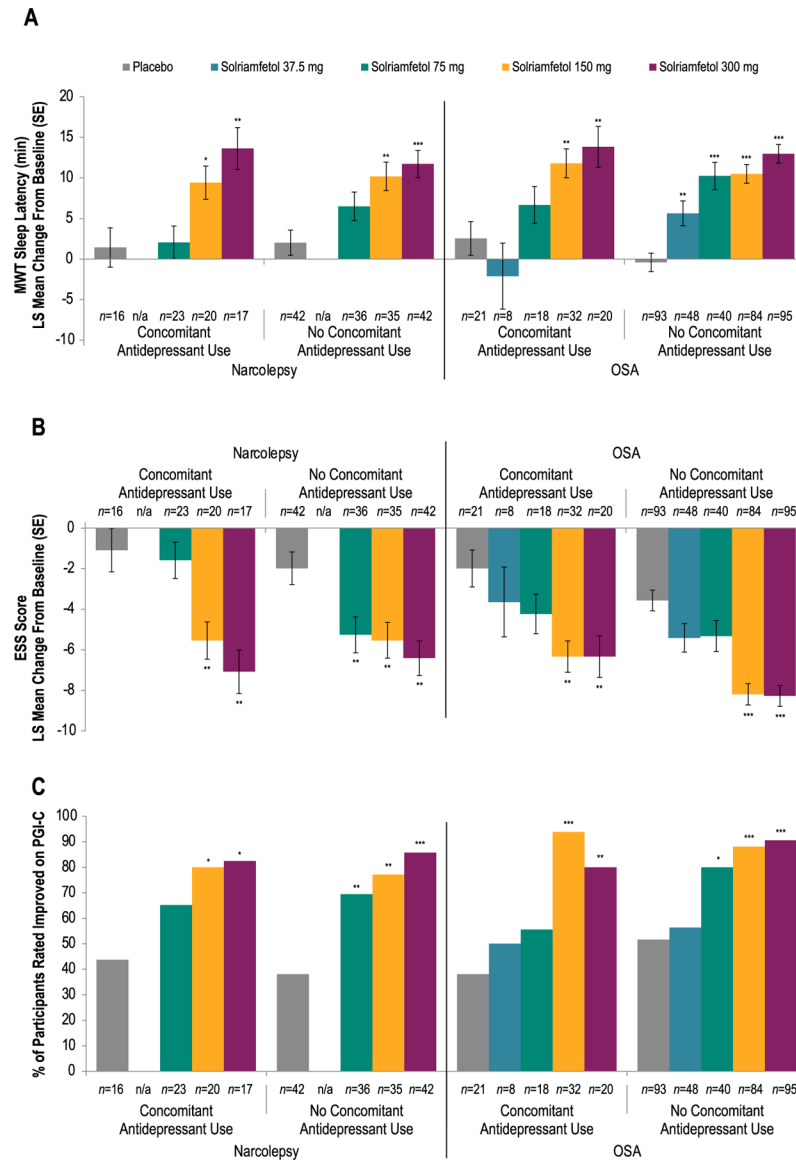 A
Placebo Solriamfetol 37.5 mg Solriamfetol 75 mg Solriamfetol 150 mg Solriamfetol 300 mg
MWT Sleep Latency (min)
LS Mean Change From Baseline (SE)
20
15
10
5
0
-5
-10
** *
** ***
** **
** *** *** ***
n=16 n/a n=23 n=20 n=17 n=42 n/a n=36 n=35 n=42 n=21 n=8 n=18 n=32 n=20 n=93 n=48 n=40 n=84 n=95
Concomitant No Concomitant Concomitant No Concomitant
Antidepressant Use Antidepressant Use Antidepressant Use Antidepressant Use
Narcolepsy OSA
B
Narcolepsy OSA
Concomitant No Concomitant Concomitant No Concomitant
Antidepressant Use Antidepressant Use Antidepressant Use Antidepressant Use
n=16 n/a n=23 n=20 n=17 n=42 n/a n=36 n=35 n=42 n=21 n=8 n=18 n=32 n=20 n=93 n=48 n=40 n=84 n=95
ESS Score
LS Mean Change From Baseline (SE)
0
-2
-4
-6
-8
-10
** **
** ** **
** **
*** ***
C
% of Participants Rated Improved on PGI-C
100
90
80
70
60
50
40
30
20
10
0
* *
** ** ***
*** **
* *** ***
n=16 n/a n=23 n=20 n=17 n=42 n/a n=36 n=35 n=42 n=21 n=8 n=18 n=32 n=20 n=93 n=48 n=40 n=84 n=95
Concomitant No Concomitant Concomitant No Concomitant
Antidepressant Use Antidepressant Use Antidepressant Use Antidepressant Use
Narcolepsy OSA